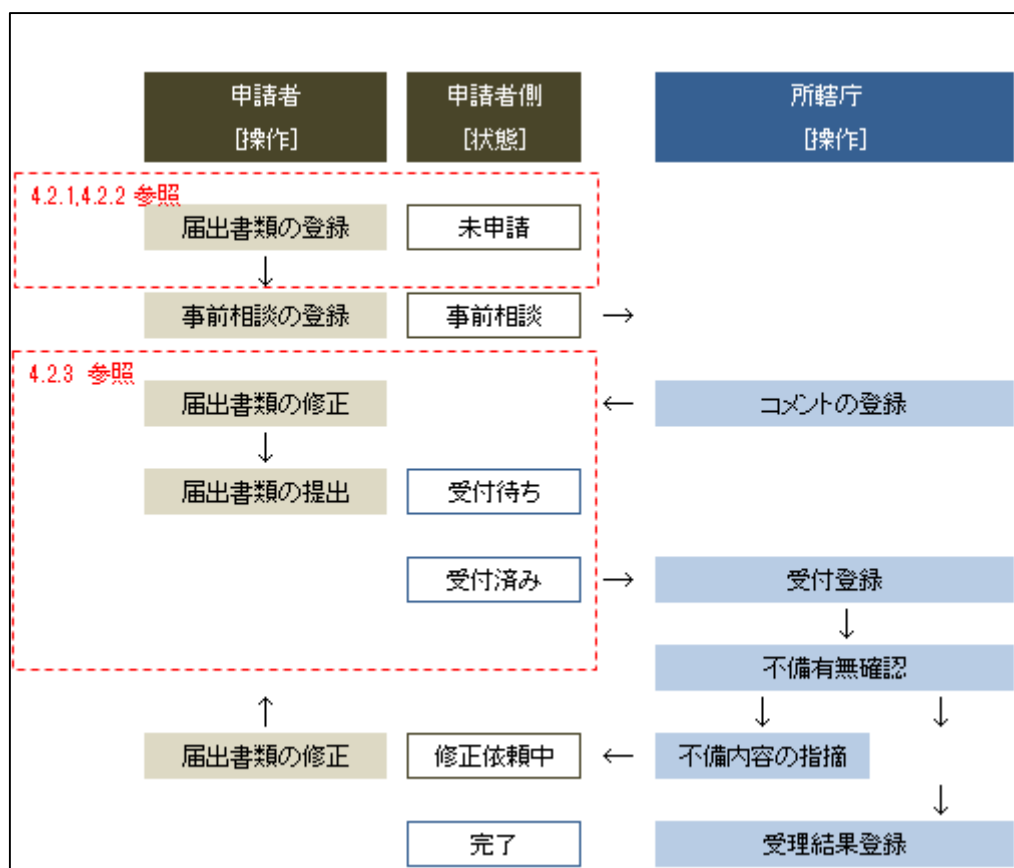 申請者
[操作]
申請者側
[状態]
所轄庁
[操作]
4.2.1,4.2.2 参照
届出書類の登録
未申請
↓
事前相談の登録
事前相談
→
4.2.3 参照
届出書類の修正
←
コメントの登録
↓
届出書類の提出
受付待ち
受付済み
→
受付登録
↓
不備有無確認
↑
↓
↓
届出書類の修正
修正依頼中
←
不備内容の指摘
↓
完了
受理結果登録